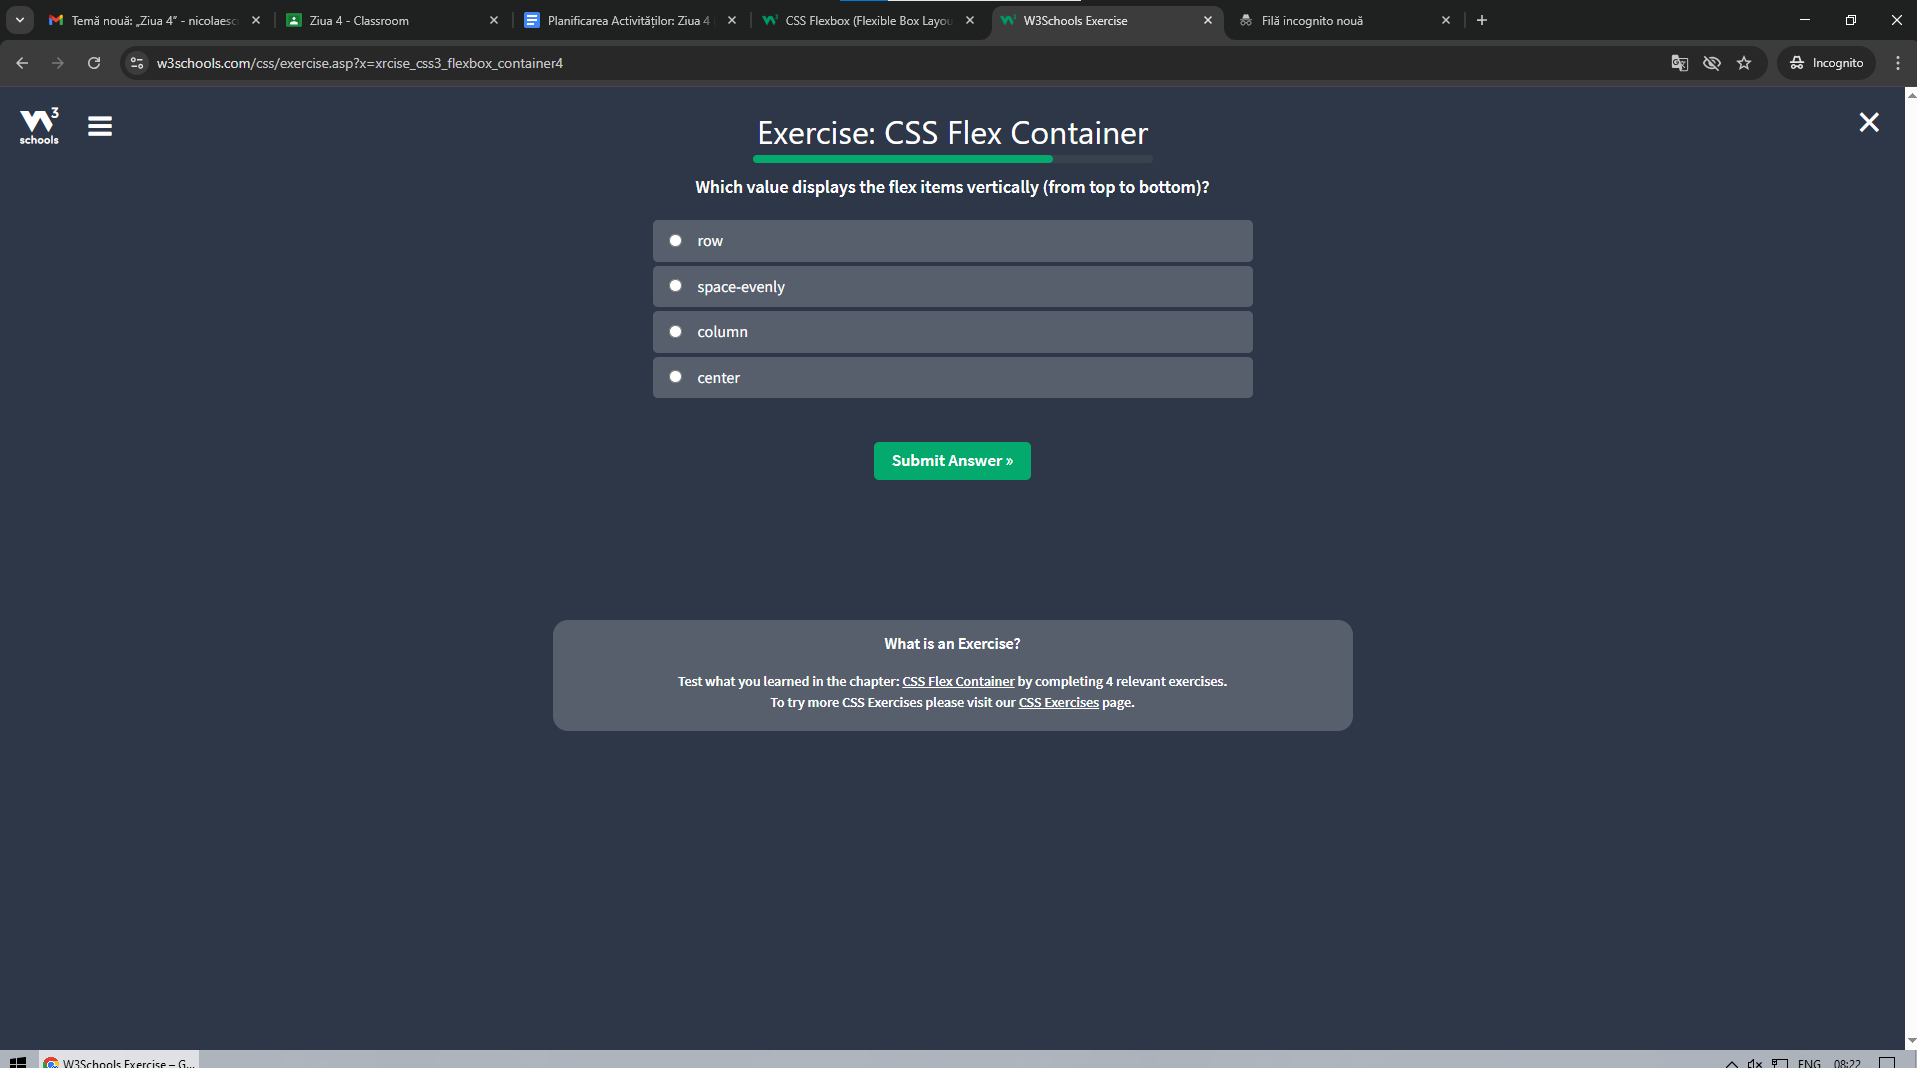 Temă nouă: „Ziua 4” - nicolaesc
Ziua 4 - Classroom
Planificarea Activităților: Ziua 4
CSS Flexbox (Flexible Box Layou
W3Schools Exercise
Filă incognito nouă
w3schools.com/css/exercise.asp?x=xrcise_css3_flexbox_container4
Incognito
W3
schools
Exercise: CSS Flex Container
Which value displays the flex items vertically (from top to bottom)?
row
space-evenly
column
center
Submit Answer »
What is an Exercise?
Test what you learned in the chapter: CSS Flex Container by completing 4 relevant exercises.
To try more CSS Exercises please visit our CSS Exercises page.
W3Schools Exercise – G...
ENG
08:22